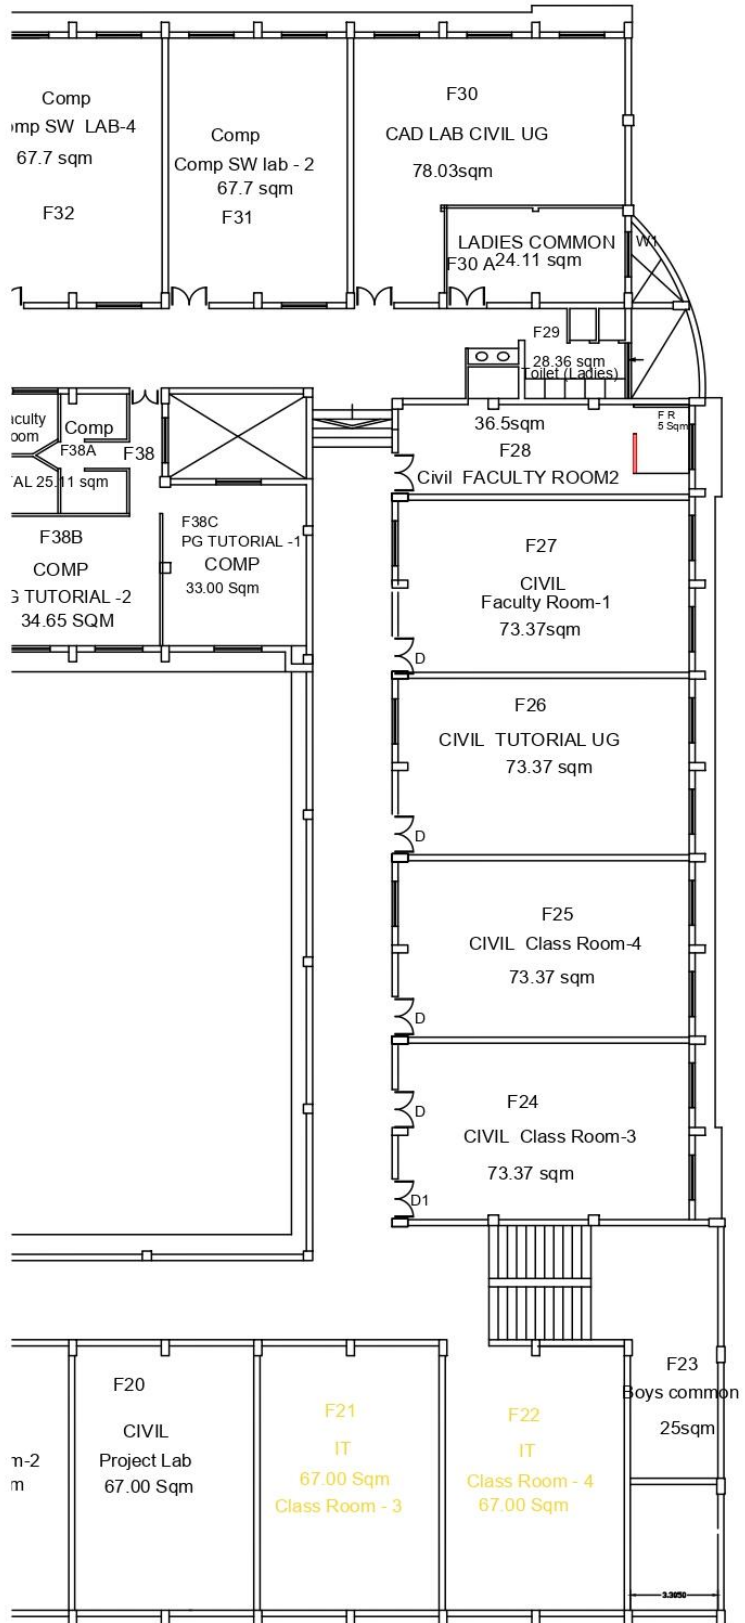 Comp
mp SW LAB-4
67.7 sqm
F32
Comp
Comp SW lab - 2
67.7 sqm
F31
F30
CAD LAB CIVIL UG
78.03sqm
LADIES COMMON
F30 A 24.11 sqm
W1
F29
28.36 sqm
Toilet (Ladies)
aculty
oom
Comp
F38A
F38
AL 25.11 sqm
F38B
COMP
G TUTORIAL -2
34.65 SQM
F38C
PG TUTORIAL -1
COMP
33.00 Sqm
36.5sqm
F28
Civil FACULTY ROOM2
F R
5 Sqm
F27
CIVIL
Faculty Room-1
73.37sqm
D
F26
CIVIL TUTORIAL UG
73.37 sqm
D
F25
CIVIL Class Room-4
73.37 sqm
D
F24
D
CIVIL Class Room-3
73.37 sqm
D1
m-2
m
F20
CIVIL
Project Lab
67.00 Sqm
F21
IT
67.00 Sqm
Class Room - 3
F22
IT
Class Room - 4
67.00 Sqm
F23
Boys common
25sqm
3.3050